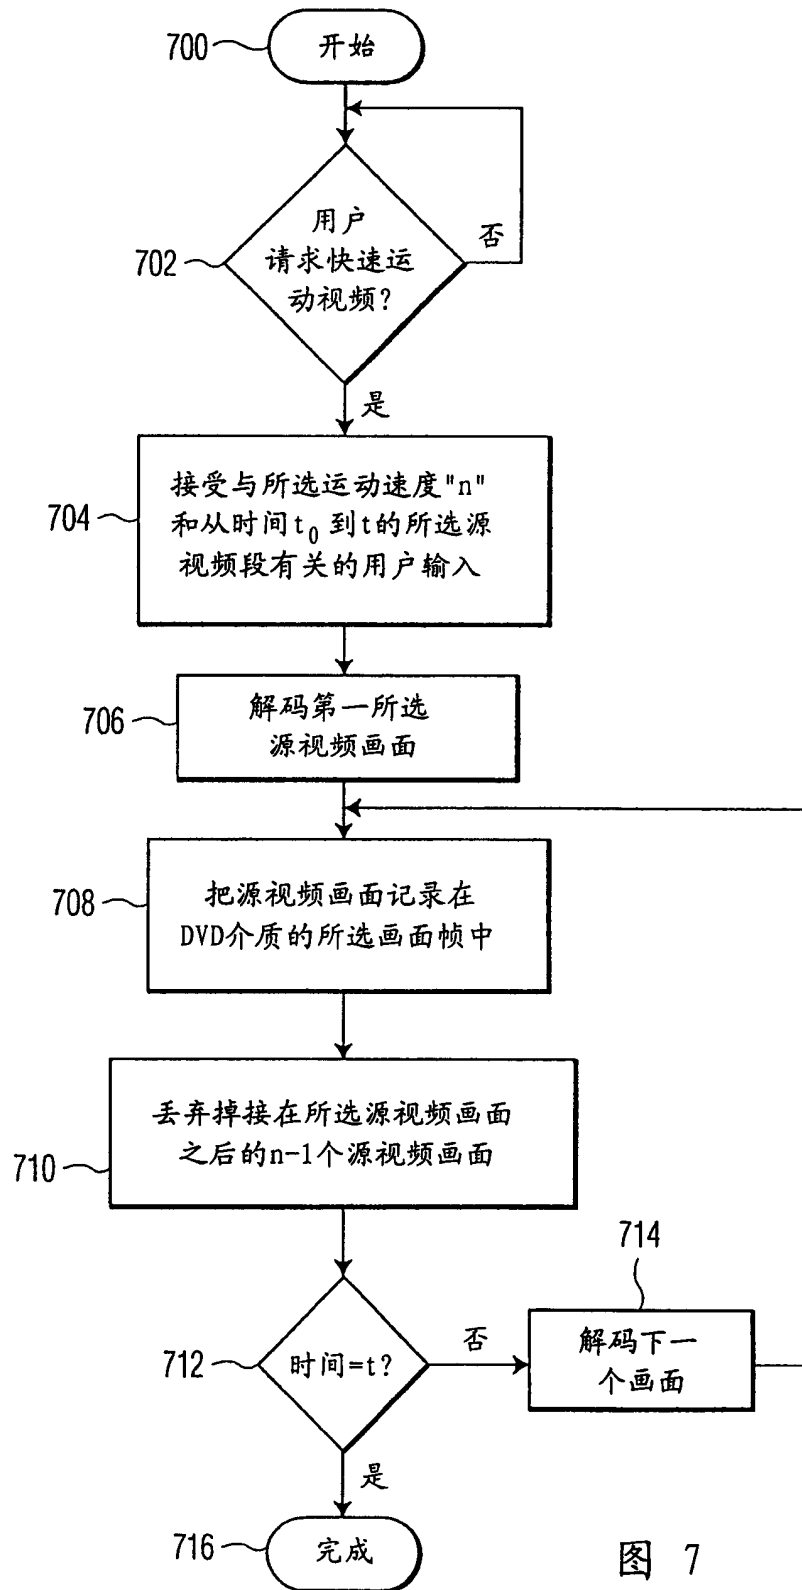 700
开始
702
用户
请求快速运
动视频?
否
是
704
接受与所选运动速度"n"
和从时间t₀到t的所选源
视频段有关的用户输入
706
解码第一所选
源视频画面
708
把源视频画面记录在
DVD介质的所选画面帧中
710
丢弃掉接在所选源视频画面
之后的n-1个源视频画面
712
时间=t?
否
714
解码下一
个画面
是
716
完成
图 7